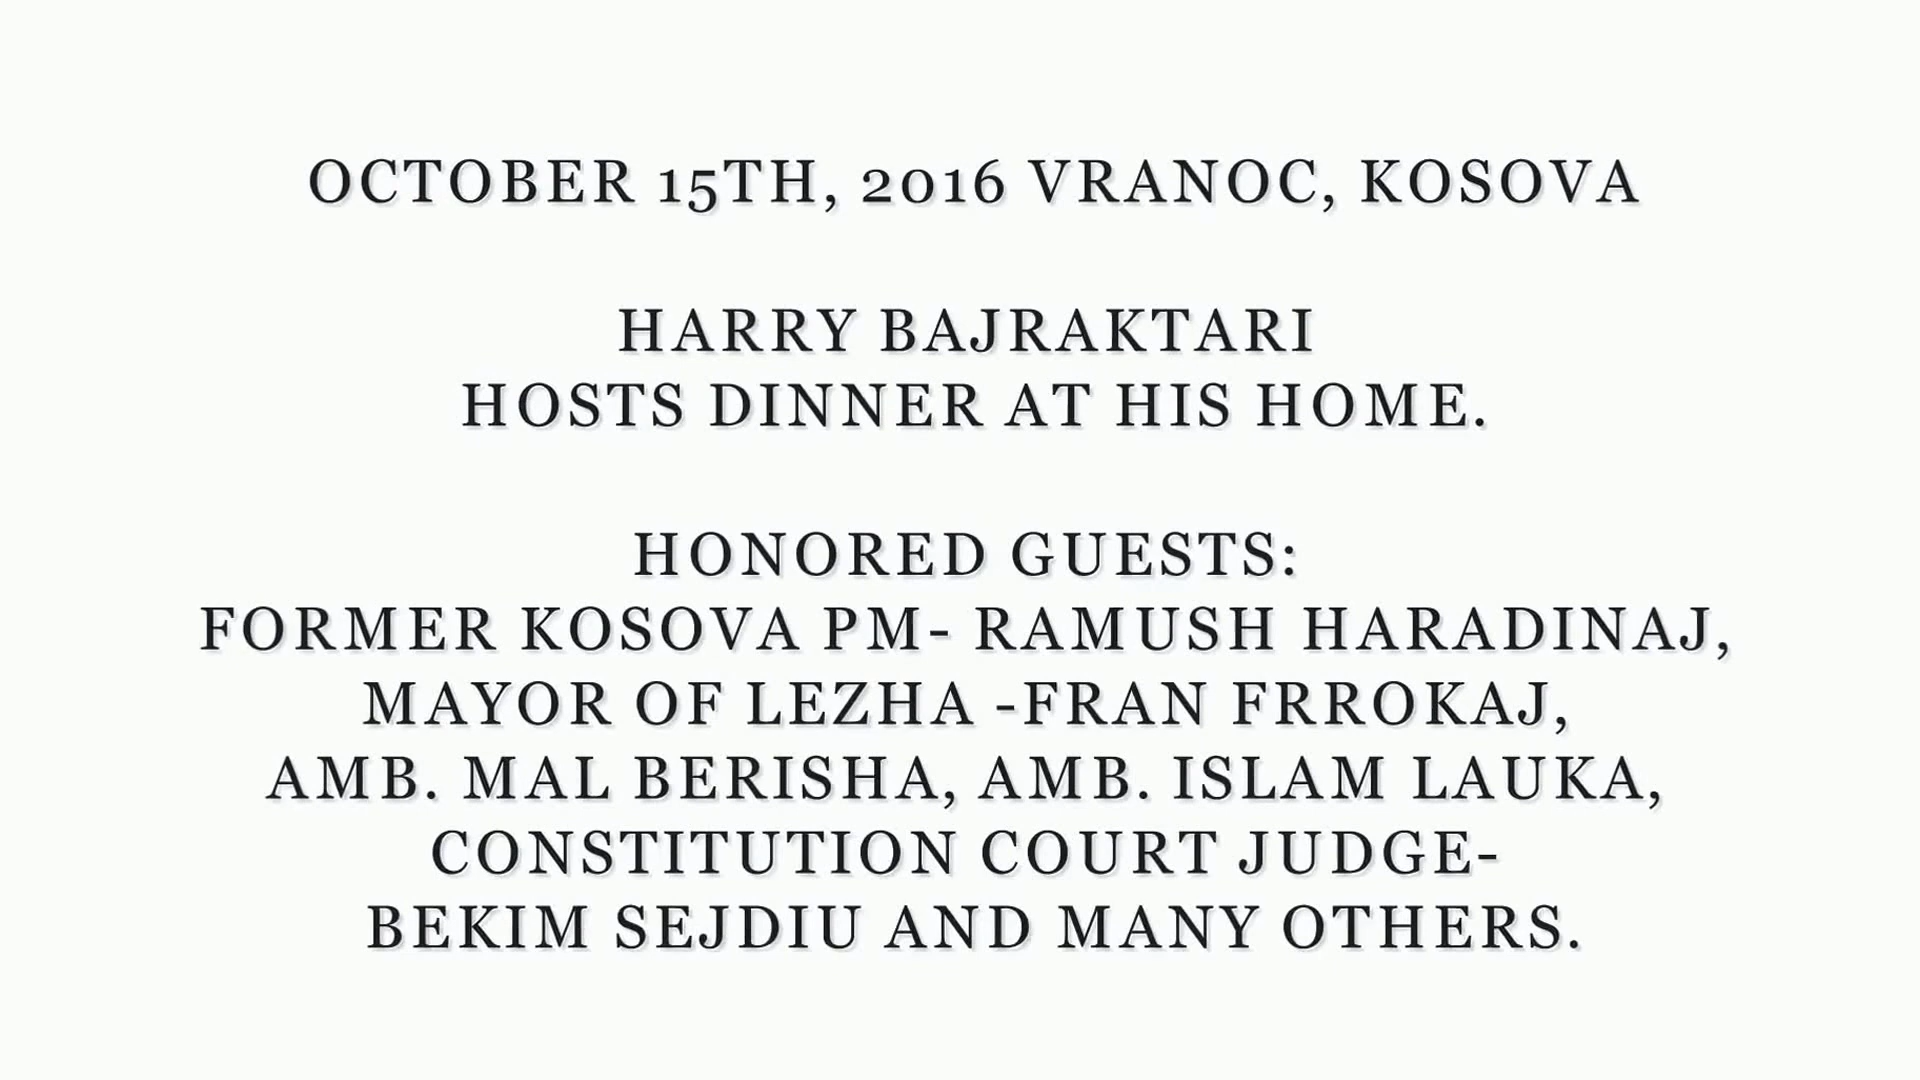 OCTOBER 15TH, 2016 VRANOC, KOSOVA
HARRY BAJRAKTARI
HOSTS DINNER AT HIS HOME.
HONORED GUESTS:
FORMER KOSOVA PM- RAMUSH HARADINAJ,
MAYOR OF LEZHA -FRAN FRROKAJ,
AMB. MAL BERISHA, AMB. ISLAM LAUKA,
CONSTITUTION COURT JUDGE-
BEKIM SEJDIU AND MANY OTHERS.